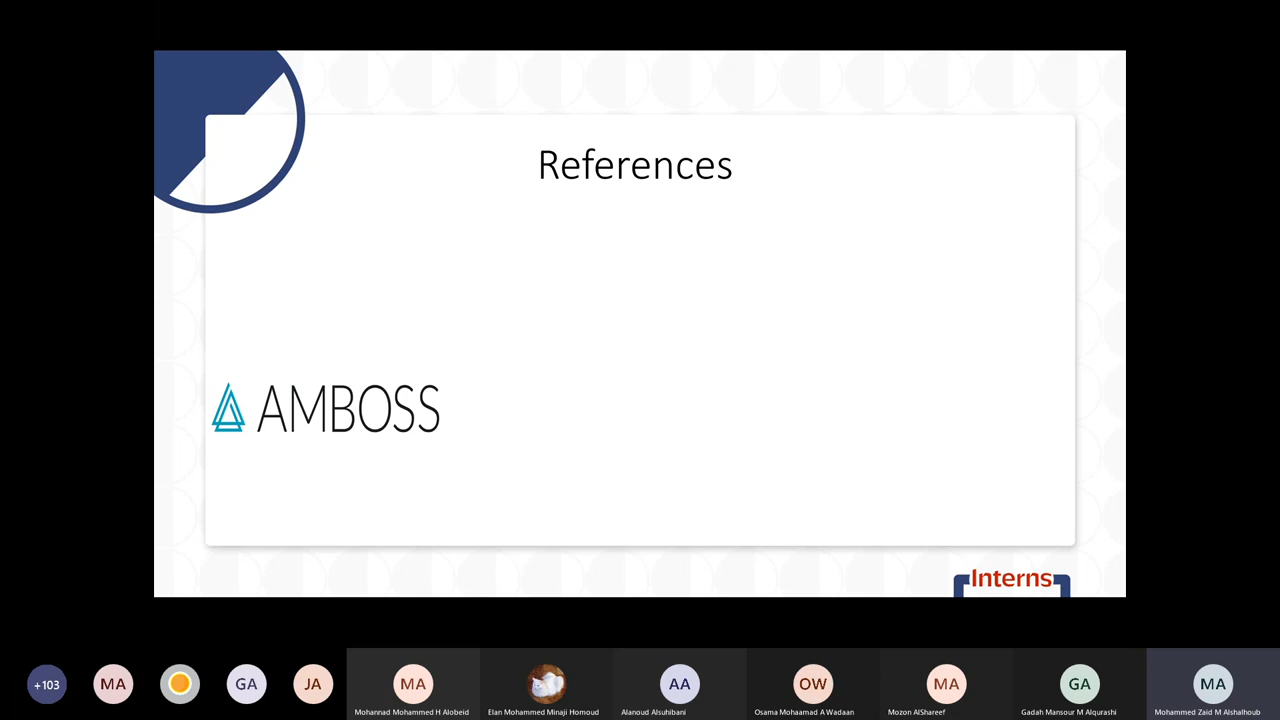 References
AMBOSS
Interns
+103
MA
GA
JA
MA
AA
OW
MA
GA
MA
Mohannad Mohammed H Alobeid
Elan Mohammed Minaji Homoud
Alanoud Alsuhibani
Osama Mohaamad A Wadaan
Mozon AlShareef
Gadah Mansour M Alqurashi
Mohammed Zaid M Alshalhoub